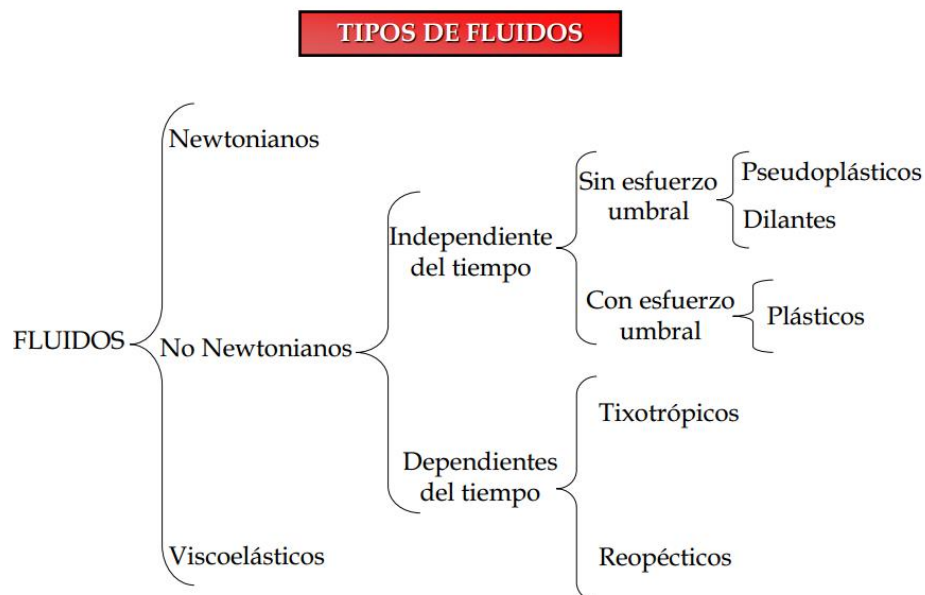 TIPOS DE FLUIDOS
FLUIDOS
Newtonianos
No Newtonianos
Independiente
del tiempo
Sin esfuerzo
umbral
Pseudoplásticos
Dilantes
Con esfuerzo
umbral
Plásticos
Dependientes
del tiempo
Tixotrópicos
Reopécticos
Viscoelásticos